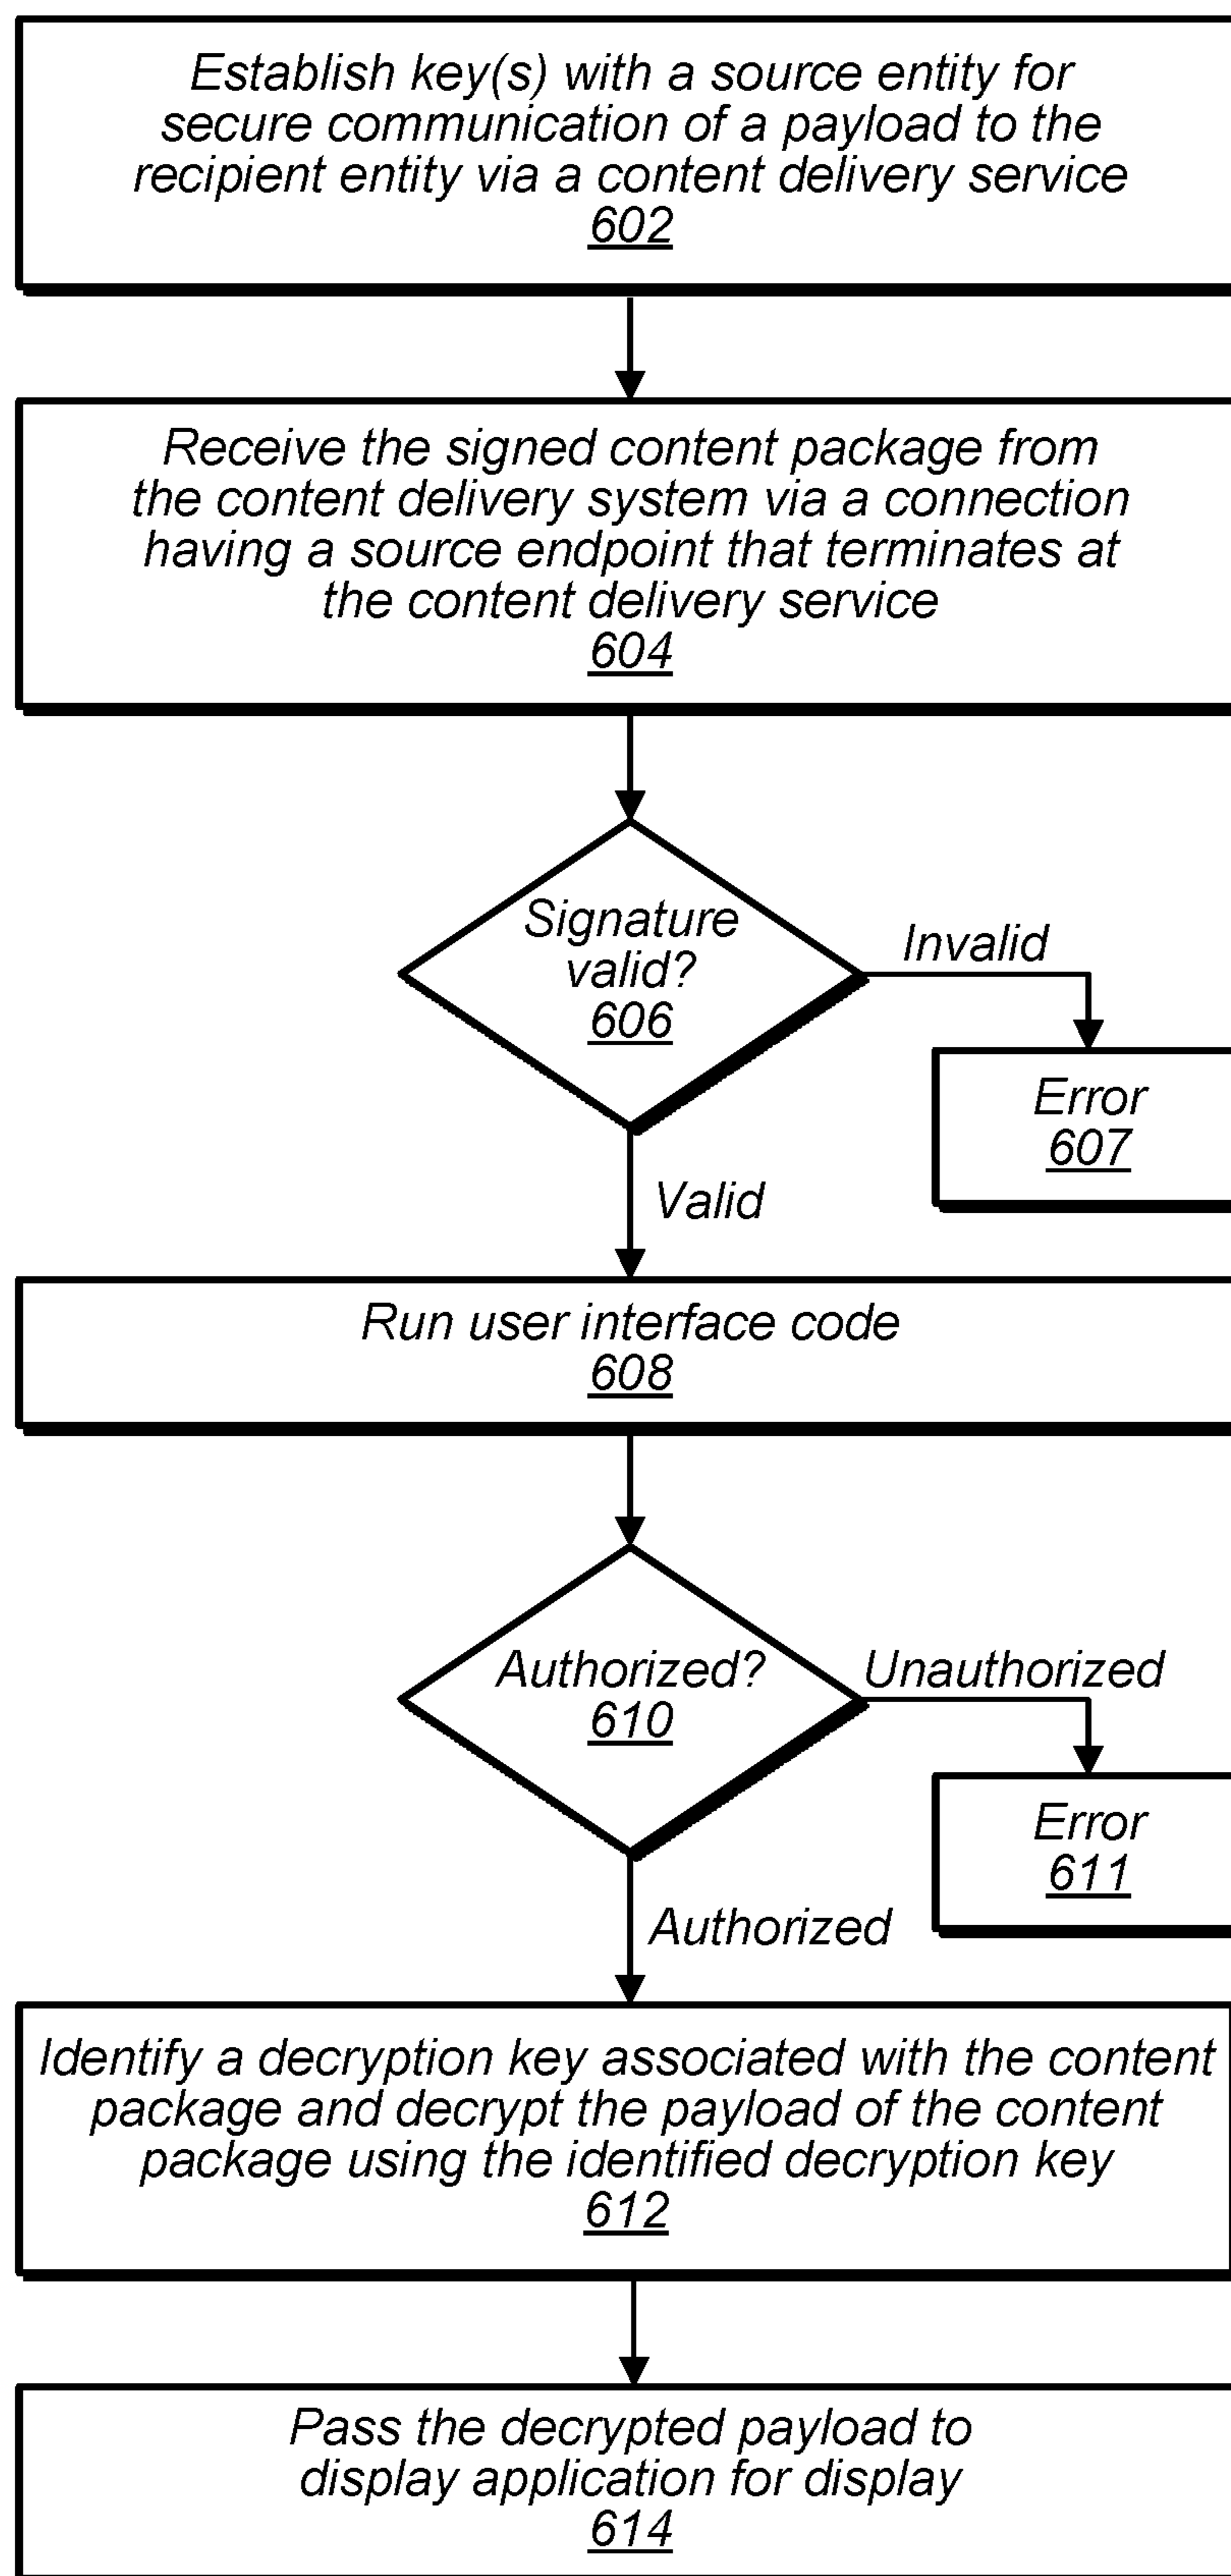 Establish key(s) with a source entity for
secure communication of a payload to the
recipient entity via a content delivery service
602
Receive the signed content package from
the content delivery system via a connection
having a source endpoint that terminates at
the content delivery service
604
Signature
valid?
606
Invalid
Error
607
Valid
Run user interface code
608
Authorized?
610
Unauthorized
Error
611
Authorized
Identify a decryption key associated with the content
package and decrypt the payload of the content
package using the identified decryption key
612
Pass the decrypted payload to
display application for display
614